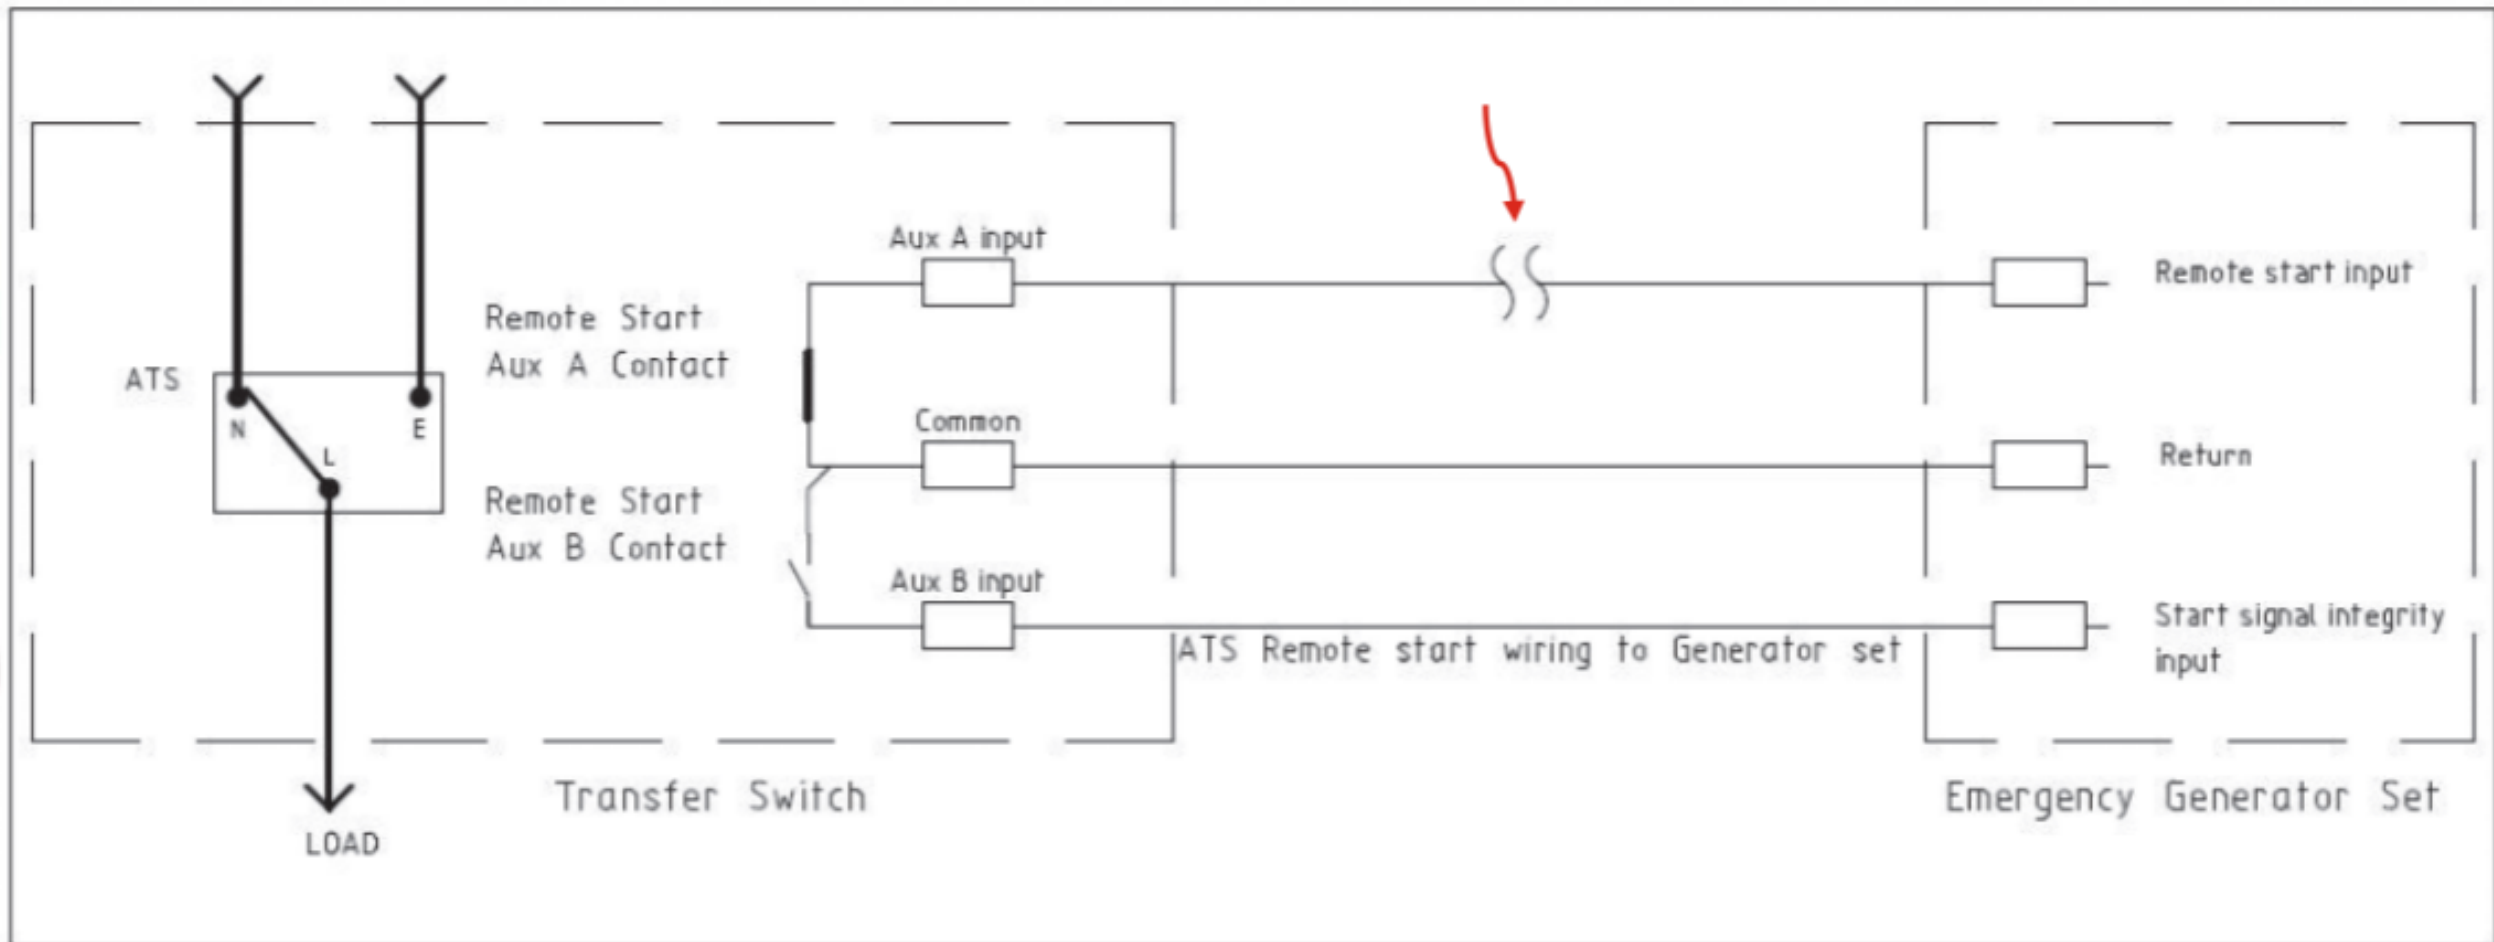 Aux A input
Remote start input
Remote Start
Aux A Contact
ATS
N
E
Common
L
Return
Remote Start
Aux B Contact
Aux B input
Start signal integrity
input
ATS Remote start wiring to Generator set
Transfer Switch
Emergency Generator Set
LOAD